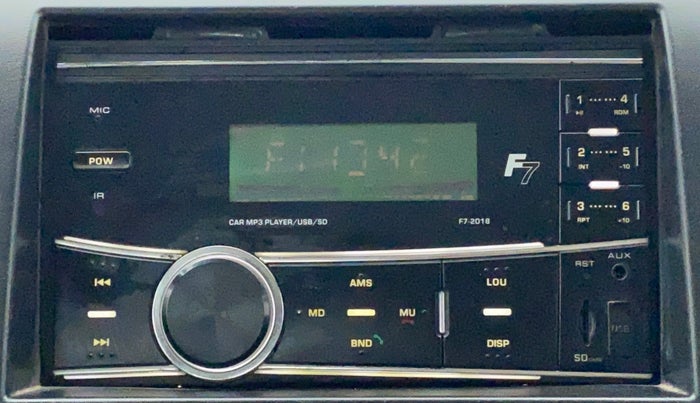 MIC
1 ······ 4
RDM
POW
2 ······ 5
INT -10
F7
IR
3 ······ 6
RPT +10
CAR MP3 PLAYER/USB/SD F7-2018
RST AUX
AMS LOU
MD MU
BND DISP
USB
SD